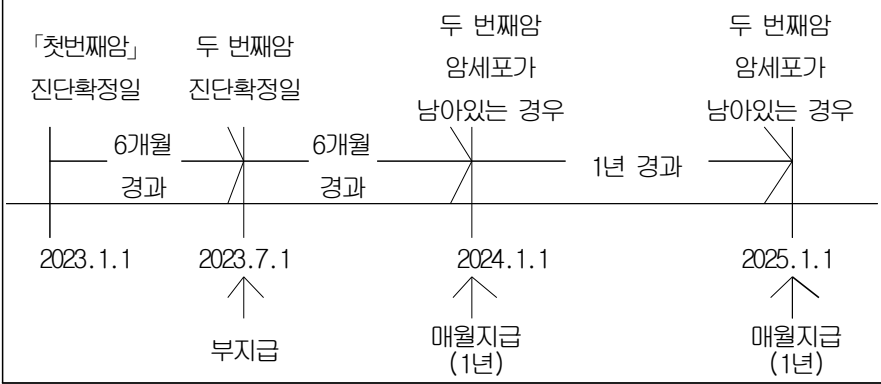 「첫번째암」
진단확정일
두 번째암
진단확정일
두 번째암
암세포가
남아있는 경우
두 번째암
암세포가
남아있는 경우
6개월
경과
6개월
경과
1년 경과
2023.1.1
2023.7.1
2024.1.1
2025.1.1
부지급
매월지급
(1년)
매월지급
(1년)